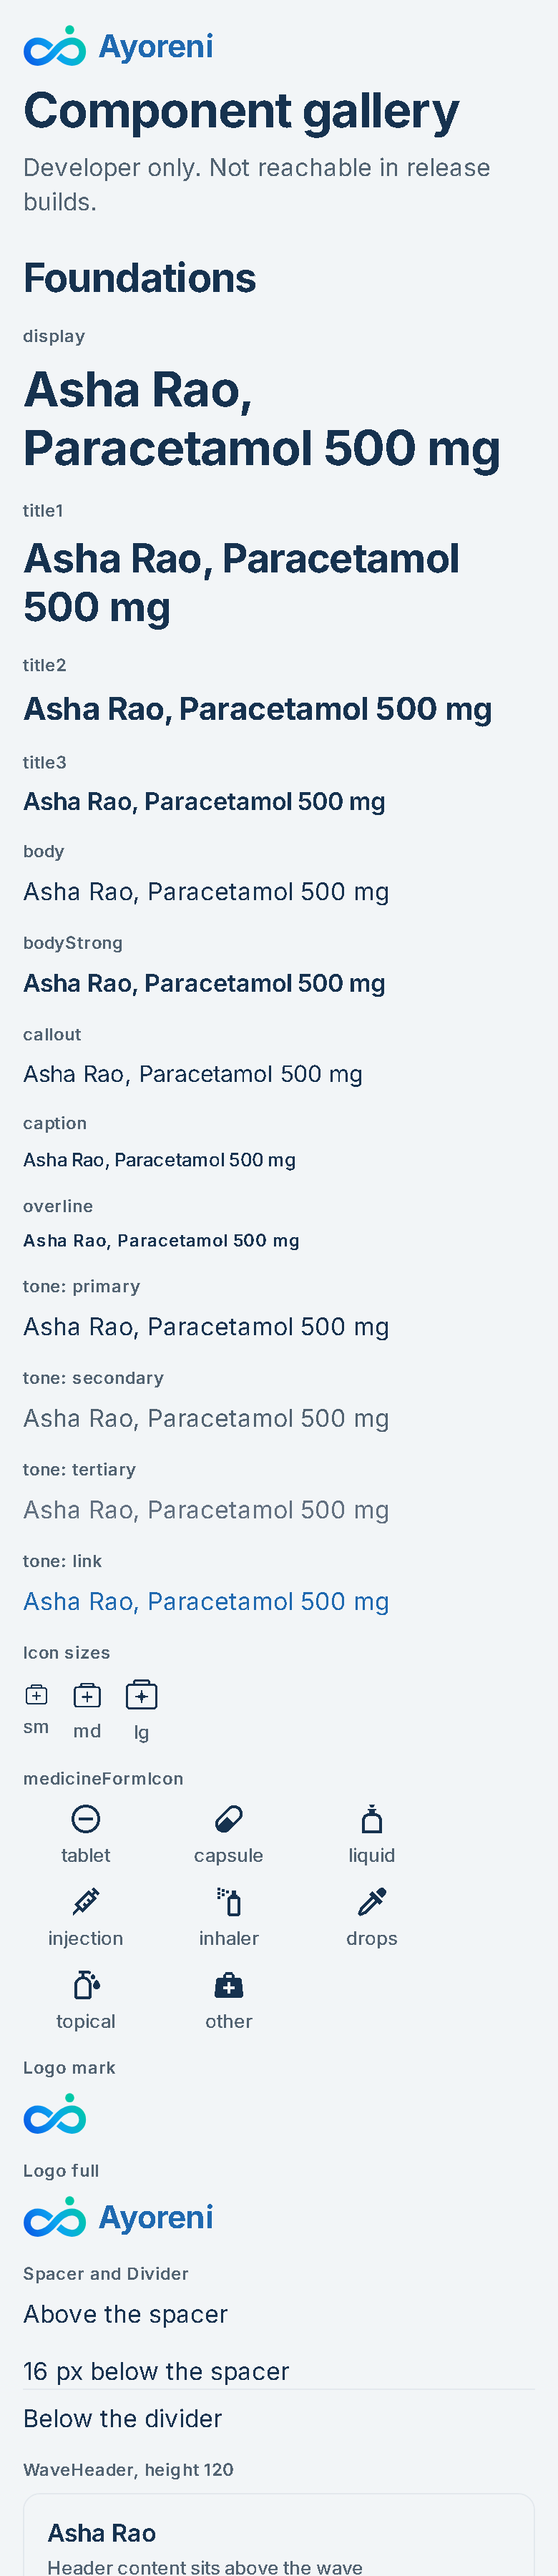 Ayoreni
Component gallery
Developer only. Not reachable in release
builds.
Foundations
display
Asha Rao,
Paracetamol 500 mg
title1
Asha Rao, Paracetamol
500 mg
title2
Asha Rao, Paracetamol 500 mg
title3
Asha Rao, Paracetamol 500 mg
body
Asha Rao, Paracetamol 500 mg
bodyStrong
Asha Rao, Paracetamol 500 mg
callout
Asha Rao, Paracetamol 500 mg
caption
Asha Rao, Paracetamol 500 mg
overline
Asha Rao, Paracetamol 500 mg
tone: primary
Asha Rao, Paracetamol 500 mg
tone: secondary
Asha Rao, Paracetamol 500 mg
tone: tertiary
Asha Rao, Paracetamol 500 mg
tone: link
Asha Rao, Paracetamol 500 mg
Icon sizes
sm md lg
medicineFormIcon
tablet capsule liquid
injection inhaler drops
topical other
Logo mark
Logo full
Ayoreni
Spacer and Divider
Above the spacer
16 px below the spacer
Below the divider
WaveHeader, height 120
Asha Rao
Header content sits above the wave